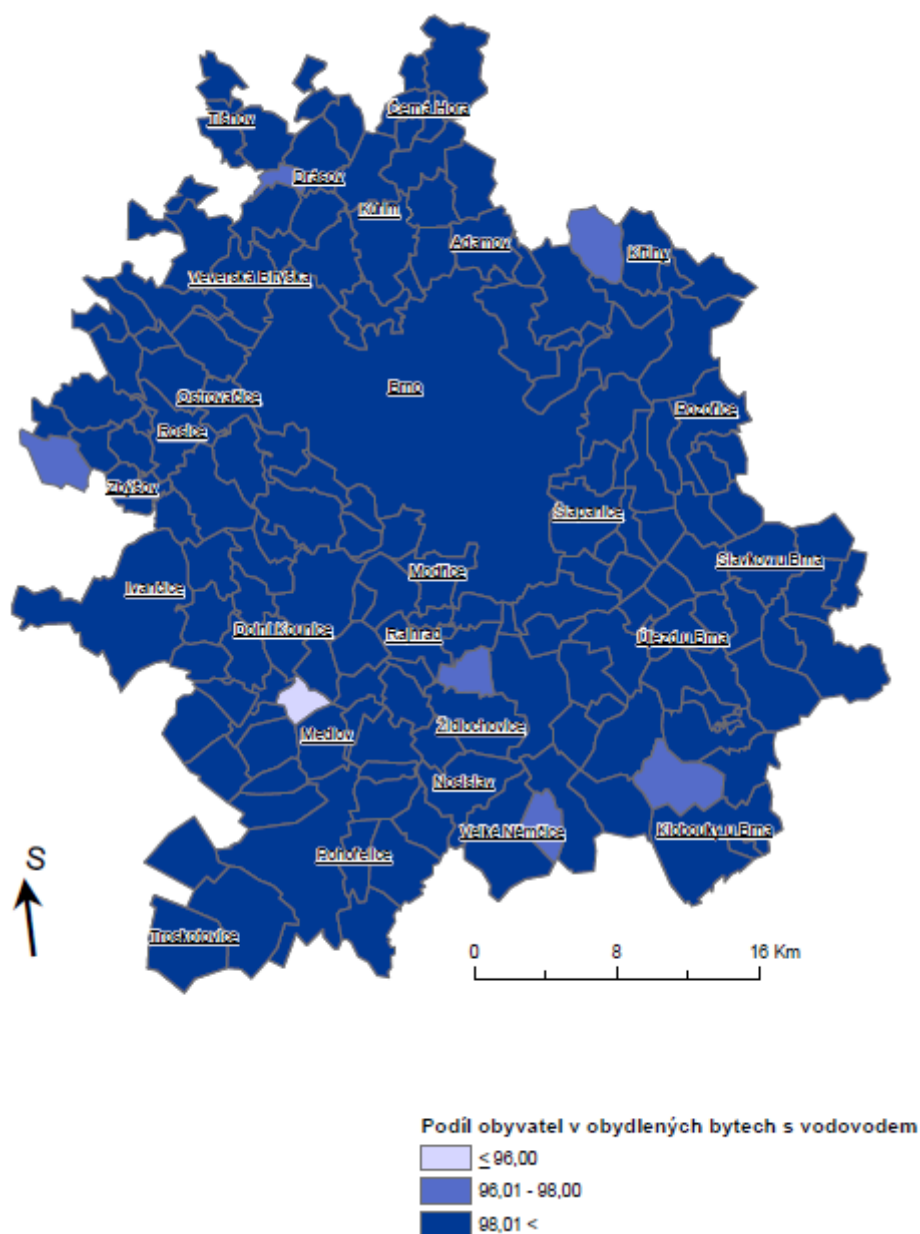 Tišnov
Černá Hora
Drásov
Kuřim
Adamov
Křtiny
Veverská Bítýška
Brno
Ostrovačice
Pozořice
Rosice
Zbýšov
Šlapanice
Slavkov u Brna
Modřice
Ivančice
Dolní Kounice
Rajhrad
Újezd u Brna
Medlov
Židlochovice
Nosislav
Velké Němčice
Klobouky u Brna
Pohořelice
S
Troskotovice
0 8 16 Km
Podíl obyvatel v obydlených bytech s vodovodem
≤ 96,00
96,01 - 98,00
98,01 <